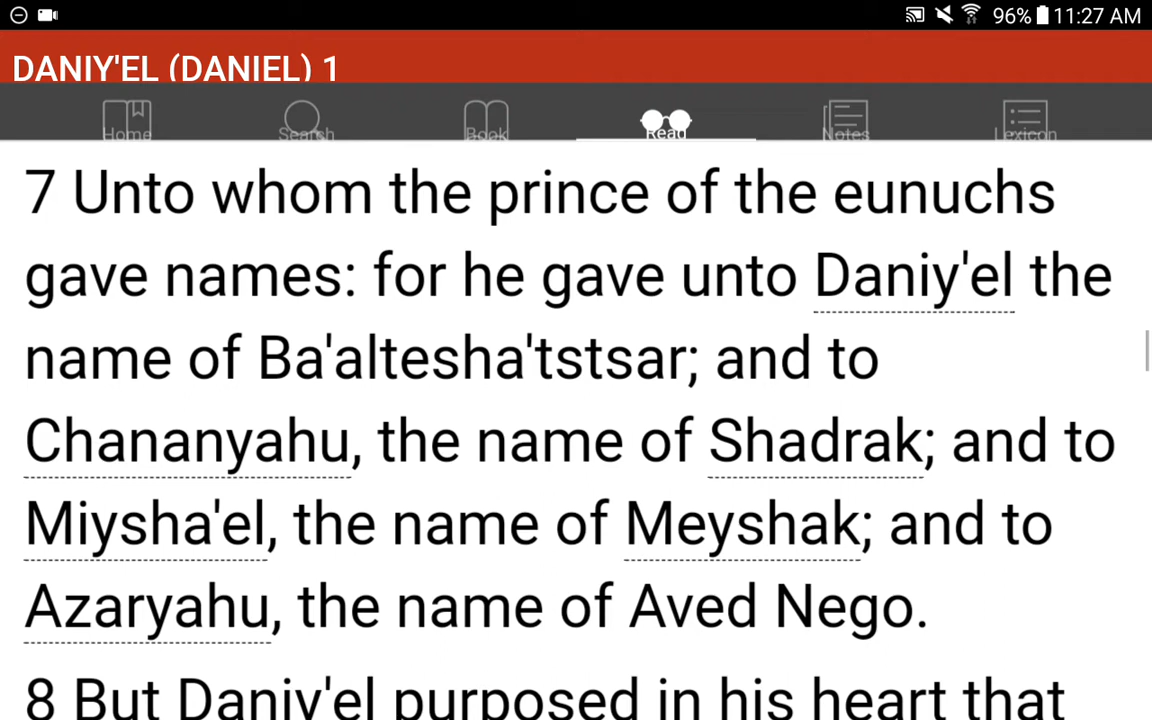 96% 11:27 AM
DANIY'EL (DANIEL) 1
Home Search Book Read Notes Lexicon
7 Unto whom the prince of the eunuchs
gave names: for he gave unto Daniy'el the
name of Ba'altesha'tstsar; and to
Chananyahu, the name of Shadrak; and to
Miysha'el, the name of Meyshak; and to
Azaryahu, the name of Aved Nego.
8 But Daniy'el purposed in his heart that